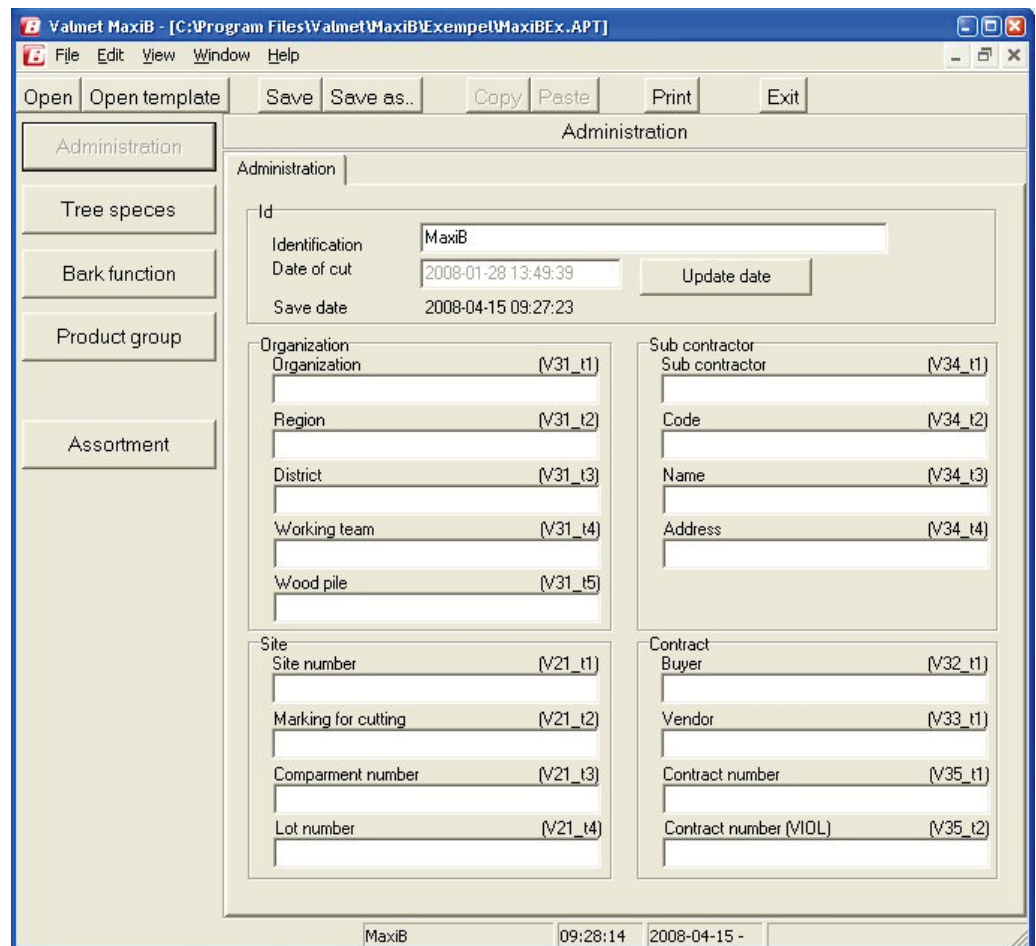 Valmet MaxiB - [C:\Program Files\Valmet\MaxiB\Exempel\MaxiBEx.APT]
File Edit View Window Help
Open Open template Save Save as.. Copy Paste Print Exit
Administration
Tree speces
Bark function
Product group
Assortment
Administration
Administration
Id
Identification MaxiB
Date of cut 2008-01-28 13:49:39 Update date
Save date 2008-04-15 09:27:23
Organization
Organization (V31_t1)
Region (V31_t2)
District (V31_t3)
Working team (V31_t4)
Wood pile (V31_t5)
Sub contractor
Sub contractor (V34_t1)
Code (V34_t2)
Name (V34_t3)
Address (V34_t4)
Site
Site number (V21_t1)
Marking for cutting (V21_t2)
Comparment number (V21_t3)
Lot number (V21_t4)
Contract
Buyer (V32_t1)
Vendor (V33_t1)
Contract number (V35_t1)
Contract number (VIOL) (V35_t2)
MaxiB 09:28:14 2008-04-15 -